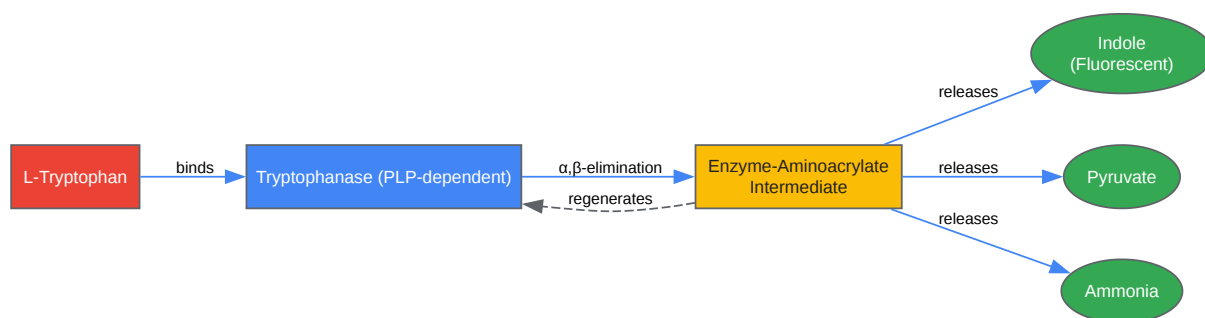 L-Tryptophan
binds
Tryptophanase (PLP-dependent)
α,β-elimination
regenerates
Enzyme-Aminoacrylate
Intermediate
releases
Indole
(Fluorescent)
releases
Pyruvate
releases
Ammonia